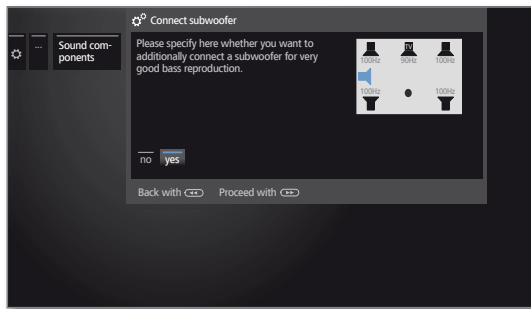 Connect subwoofer
...
Sound com-
ponents
Please specify here whether you want to
additionally connect a subwoofer for very
good bass reproduction.
TV
100Hz 90Hz 100Hz
100Hz 100Hz
no yes
Back with Proceed with